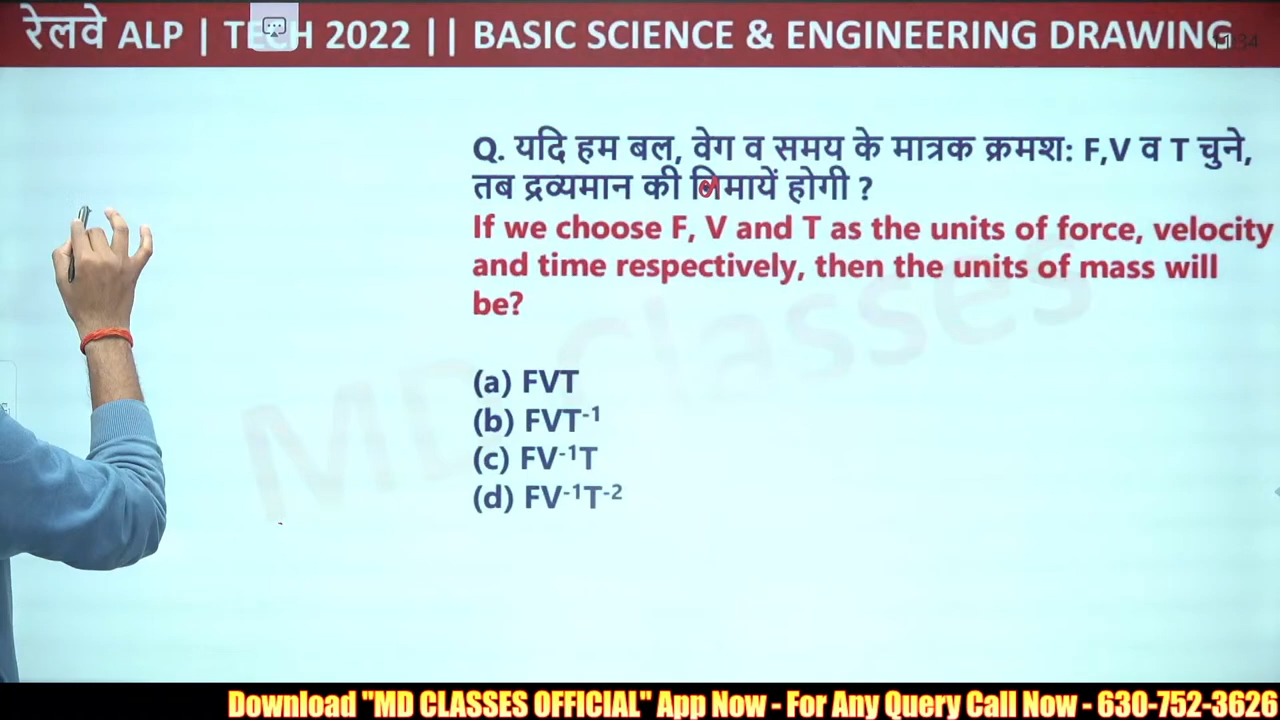 रेलवे ALP | TECH 2022 || BASIC SCIENCE & ENGINEERING DRAWING
Q. यदि हम बल, वेग व समय के मात्रक क्रमश: F,V व T चुने,
तब द्रव्यमान की विमायें होगी ?
If we choose F, V and T as the units of force, velocity
and time respectively, then the units of mass will
be?
(a) FVT
(b) FVT⁻¹
(c) FV⁻¹T
(d) FV⁻¹T⁻²
MD Classes
Download "MD CLASSES OFFICIAL" App Now - For Any Query Call Now - 630-752-3626